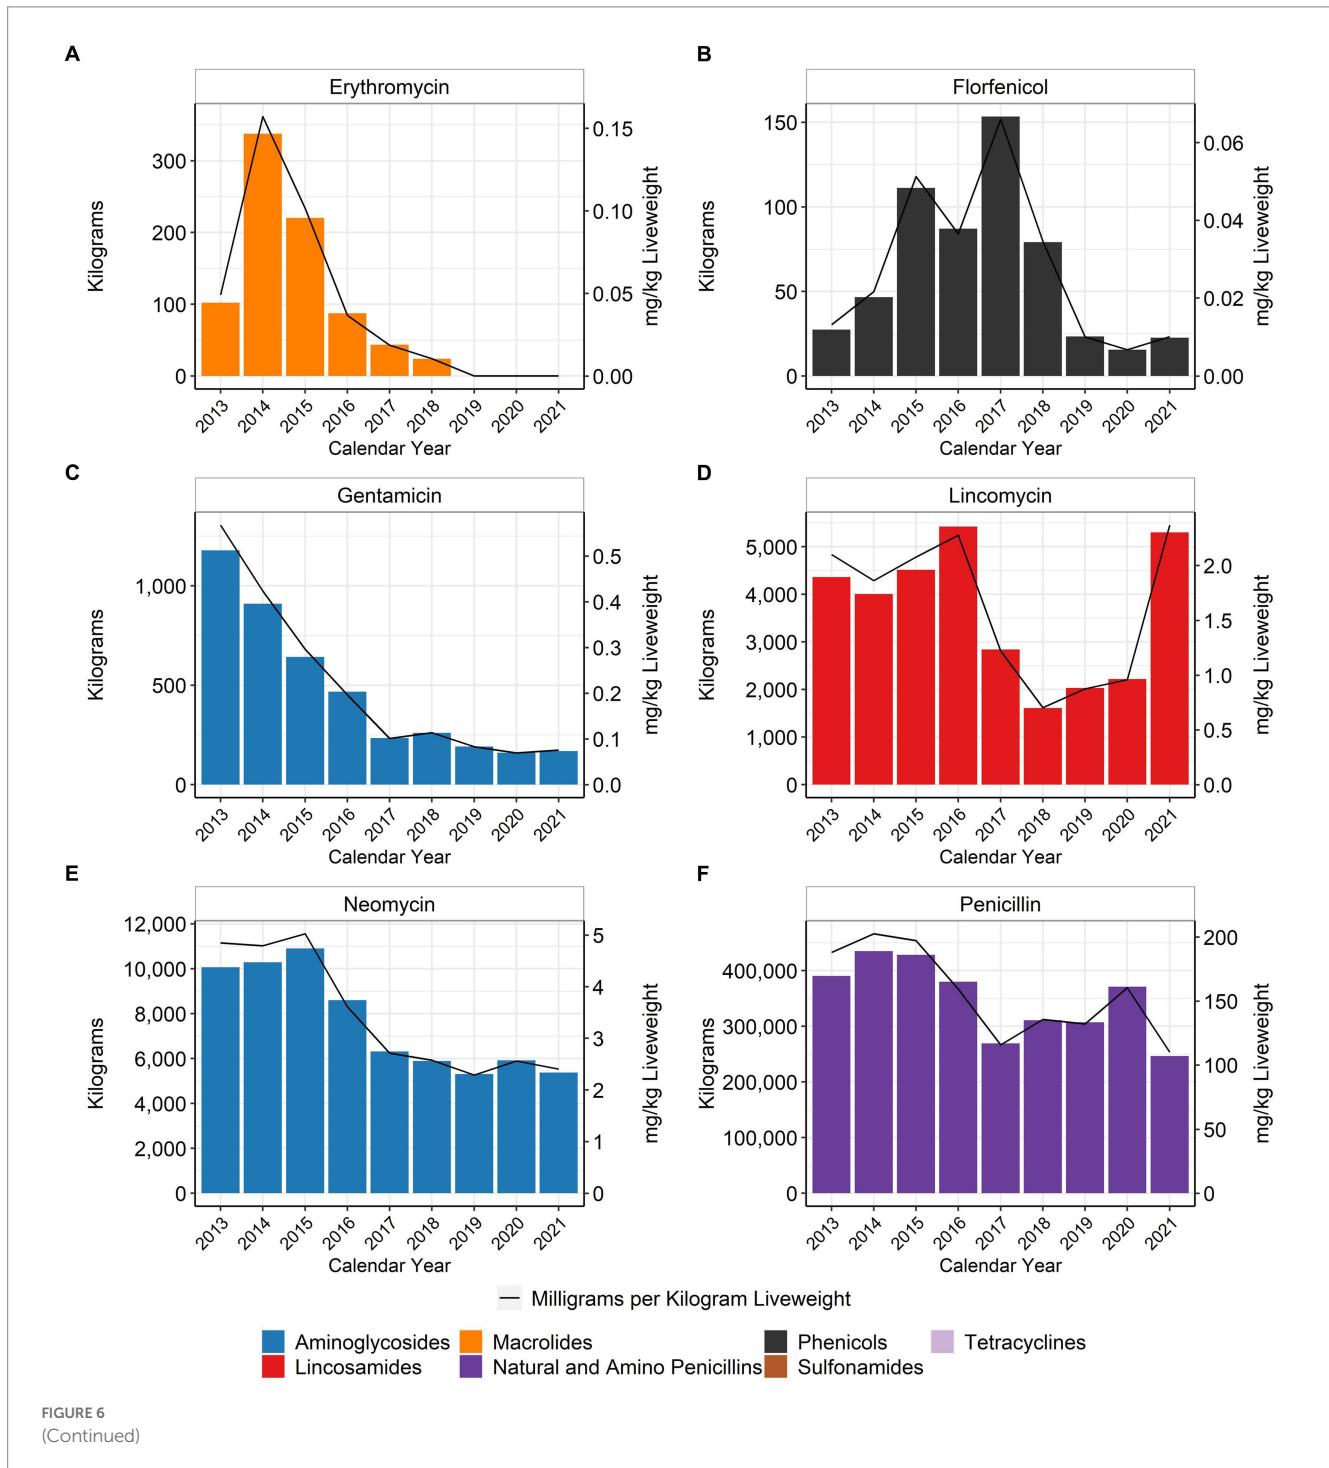 A
Erythromycin
300
200
100
0
0.15
0.10
0.05
0.00
Kilograms
mg/kg Liveweight
2013 2014 2015 2016 2017 2018 2019 2020 2021
Calendar Year
B
Florfenicol
150
100
50
0
0.06
0.04
0.02
0.00
Kilograms
mg/kg Liveweight
2013 2014 2015 2016 2017 2018 2019 2020 2021
Calendar Year
C
Gentamicin
1,000
500
0
0.5
0.4
0.3
0.2
0.1
0.0
Kilograms
mg/kg Liveweight
2013 2014 2015 2016 2017 2018 2019 2020 2021
Calendar Year
D
Lincomycin
5,000
4,000
3,000
2,000
1,000
0
2.0
1.5
1.0
0.5
0.0
Kilograms
mg/kg Liveweight
2013 2014 2015 2016 2017 2018 2019 2020 2021
Calendar Year
E
Neomycin
12,000
10,000
8,000
6,000
4,000
2,000
0
5
4
3
2
1
0
Kilograms
mg/kg Liveweight
2013 2014 2015 2016 2017 2018 2019 2020 2021
Calendar Year
F
Penicillin
400,000
300,000
200,000
100,000
0
200
150
100
50
0
Kilograms
mg/kg Liveweight
2013 2014 2015 2016 2017 2018 2019 2020 2021
Calendar Year
Milligrams per Kilogram Liveweight
Aminoglycosides Macrolides Phenicols Tetracyclines
Lincosamides Natural and Amino Penicillins Sulfonamides
FIGURE 6
(Continued)